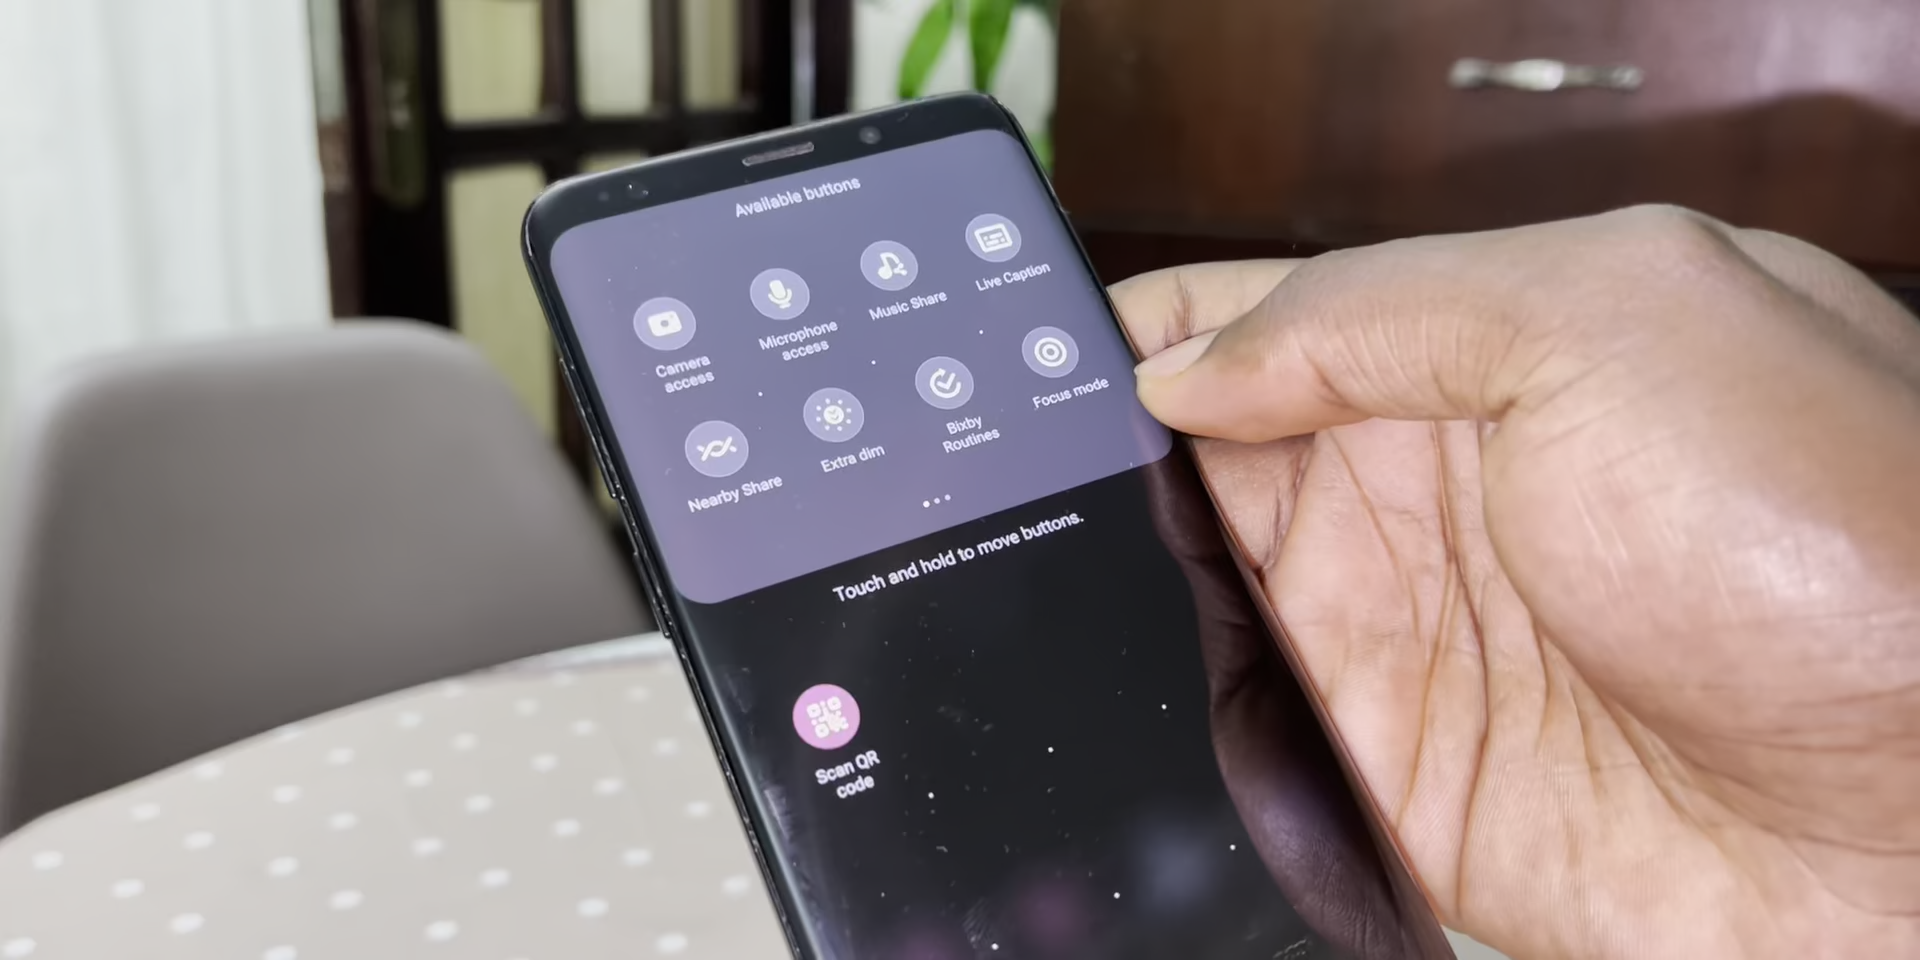 Available buttons
Camera
access
Microphone
access
Music Share
Live Caption
Nearby Share
Extra dim
Bixby
Routines
Focus mode
Touch and hold to move buttons.
Scan QR
code